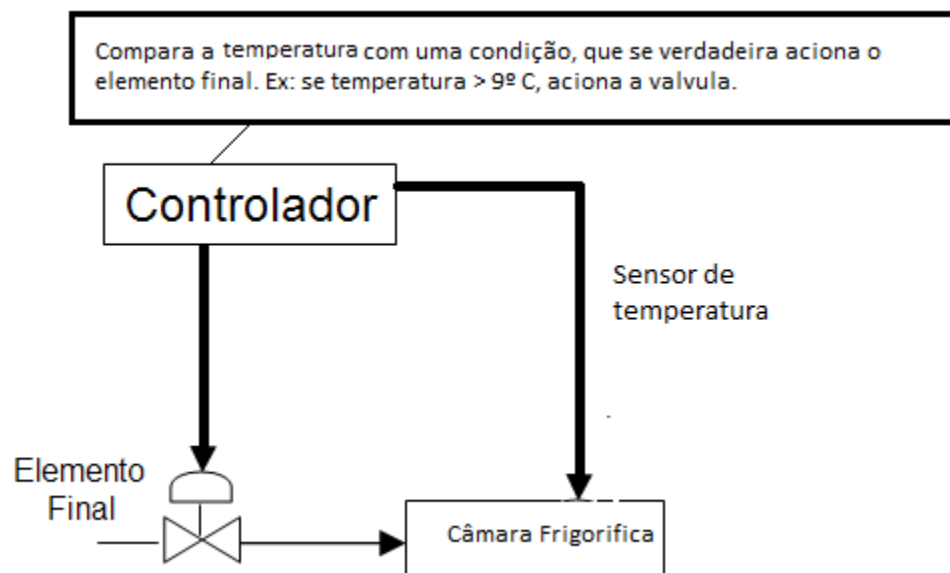 Compara a temperatura com uma condição, que se verdadeira aciona o
elemento final. Ex: se temperatura > 9º C, aciona a valvula.
Controlador
Sensor de
temperatura
Elemento
Final
Câmara Frigorifica